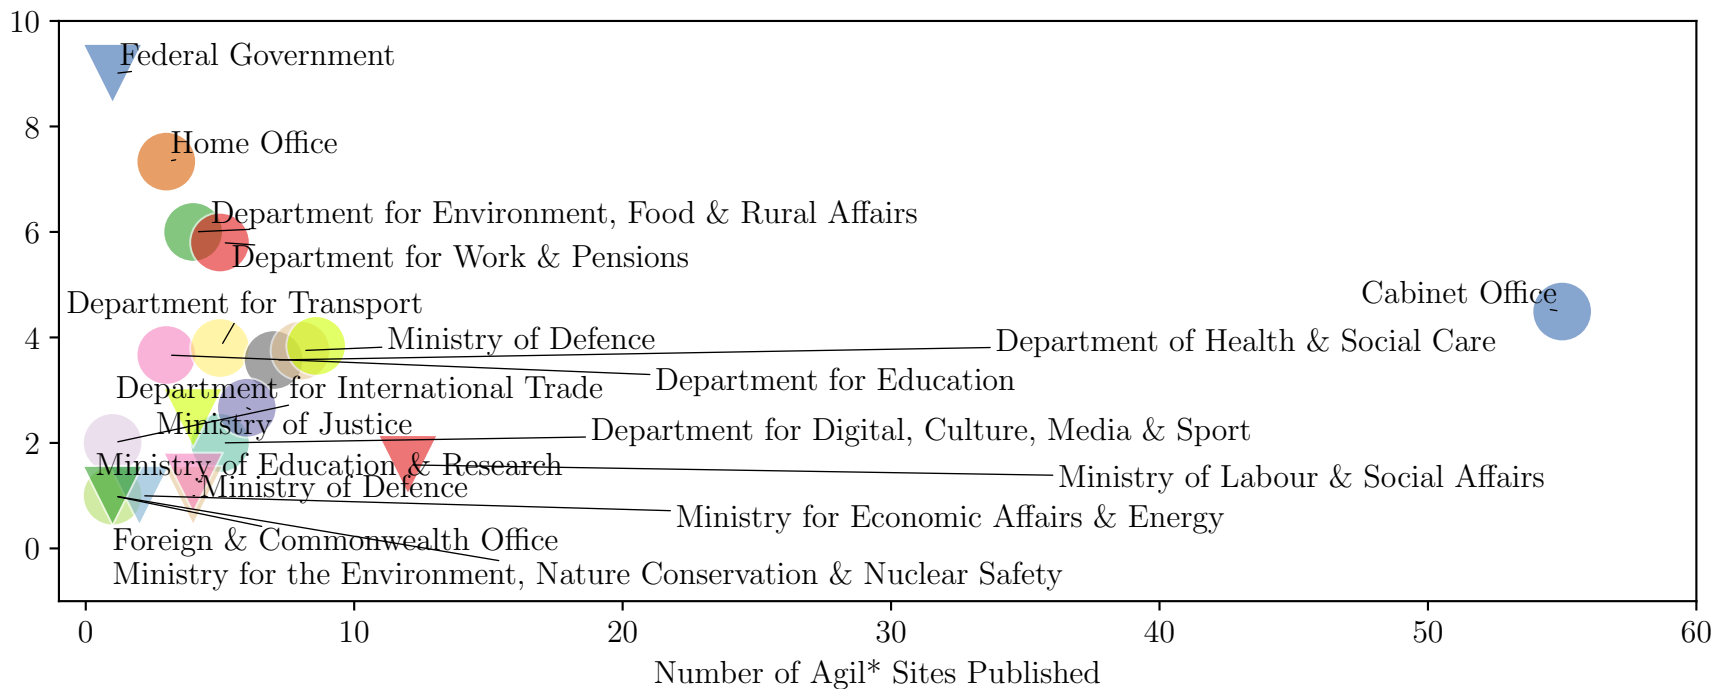 10
Federal Government
8
Home Office
Department for Environment, Food & Rural Affairs
6
Department for Work & Pensions
Cabinet Office
Department for Transport
4
Ministry of Defence
Department of Health & Social Care
Department for Education
Department for International Trade
Ministry of Justice
Department for Digital, Culture, Media & Sport
2
Ministry of Education & Research
Ministry of Labour & Social Affairs
Ministry of Defence
Ministry for Economic Affairs & Energy
Foreign & Commonwealth Office
0
Ministry for the Environment, Nature Conservation & Nuclear Safety
0 10 20 30 40 50 60
Number of Agil* Sites Published